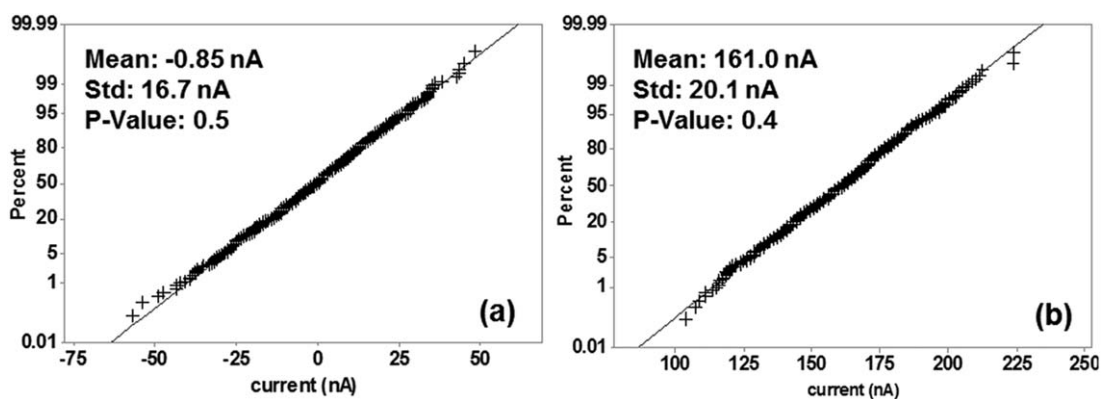 99.99
Mean: -0.85 nA
Std: 16.7 nA
P-Value: 0.5
99
95
80
50
20
5
1
0.01
Percent
(a)
-75 -50 -25 0 25 50
current (nA)
99.99
Mean: 161.0 nA
Std: 20.1 nA
P-Value: 0.4
99
95
80
50
20
5
1
0.01
Percent
(b)
100 125 150 175 200 225 250
current (nA)